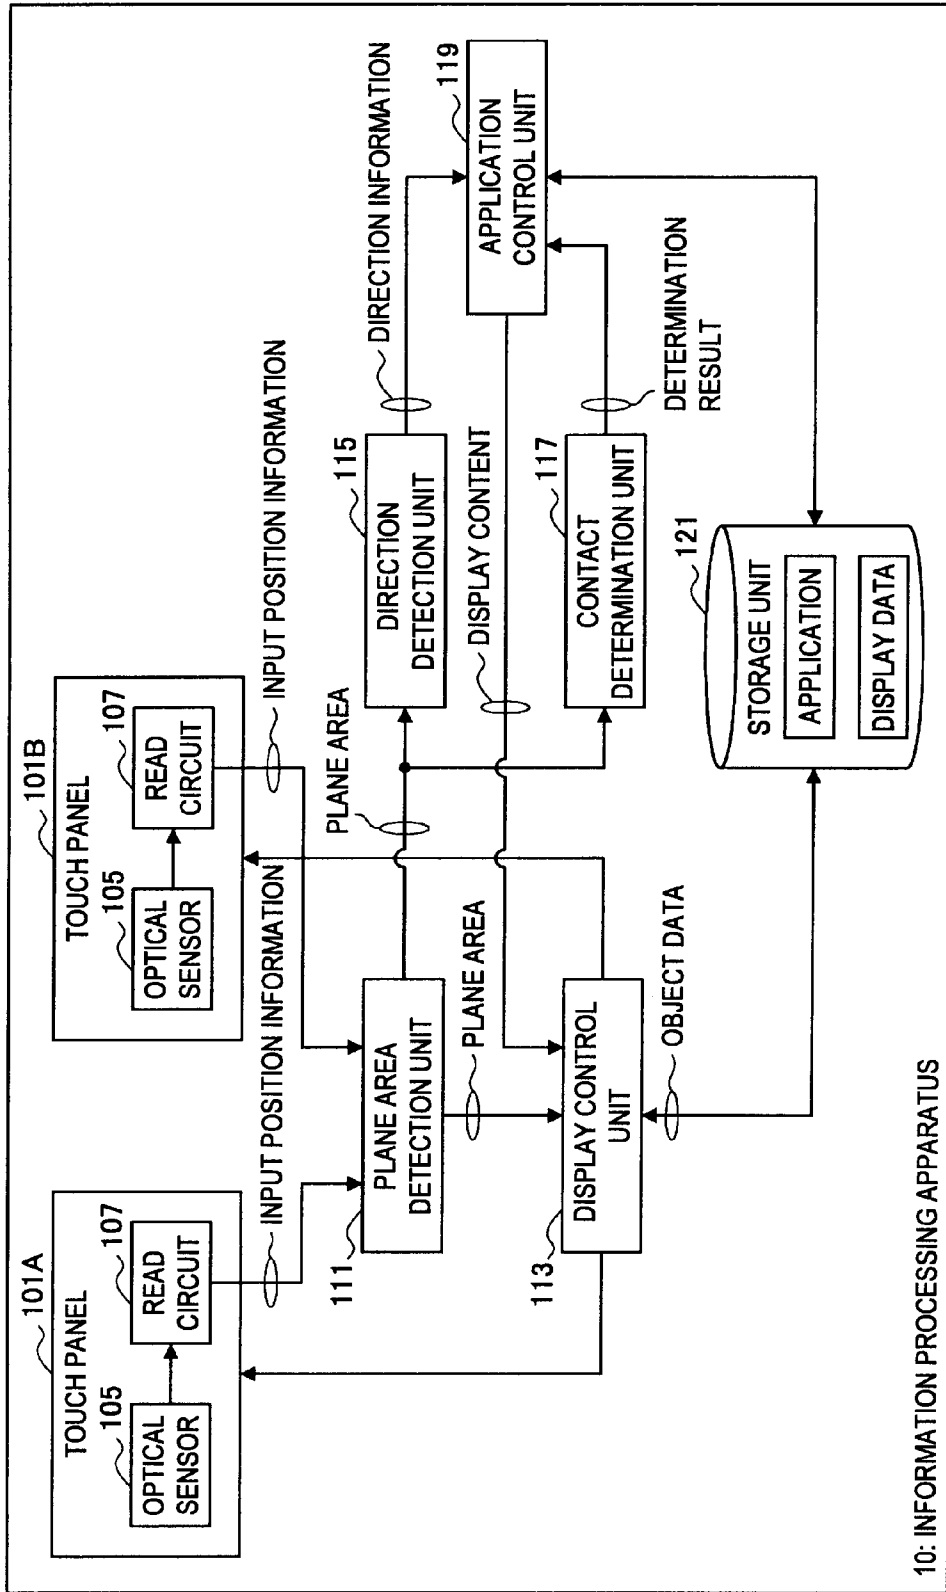 101A
TOUCH PANEL
105
OPTICAL
SENSOR
107
READ
CIRCUIT
INPUT POSITION INFORMATION
101B
TOUCH PANEL
105
OPTICAL
SENSOR
107
READ
CIRCUIT
INPUT POSITION INFORMATION
111
PLANE AREA
DETECTION UNIT
PLANE AREA
115
DIRECTION
DETECTION UNIT
DIRECTION INFORMATION
119
APPLICATION
CONTROL UNIT
PLANE AREA
DISPLAY CONTENT
113
DISPLAY CONTROL
UNIT
117
CONTACT
DETERMINATION UNIT
DETERMINATION
RESULT
OBJECT DATA
121
STORAGE UNIT
APPLICATION
DISPLAY DATA
10: INFORMATION PROCESSING APPARATUS